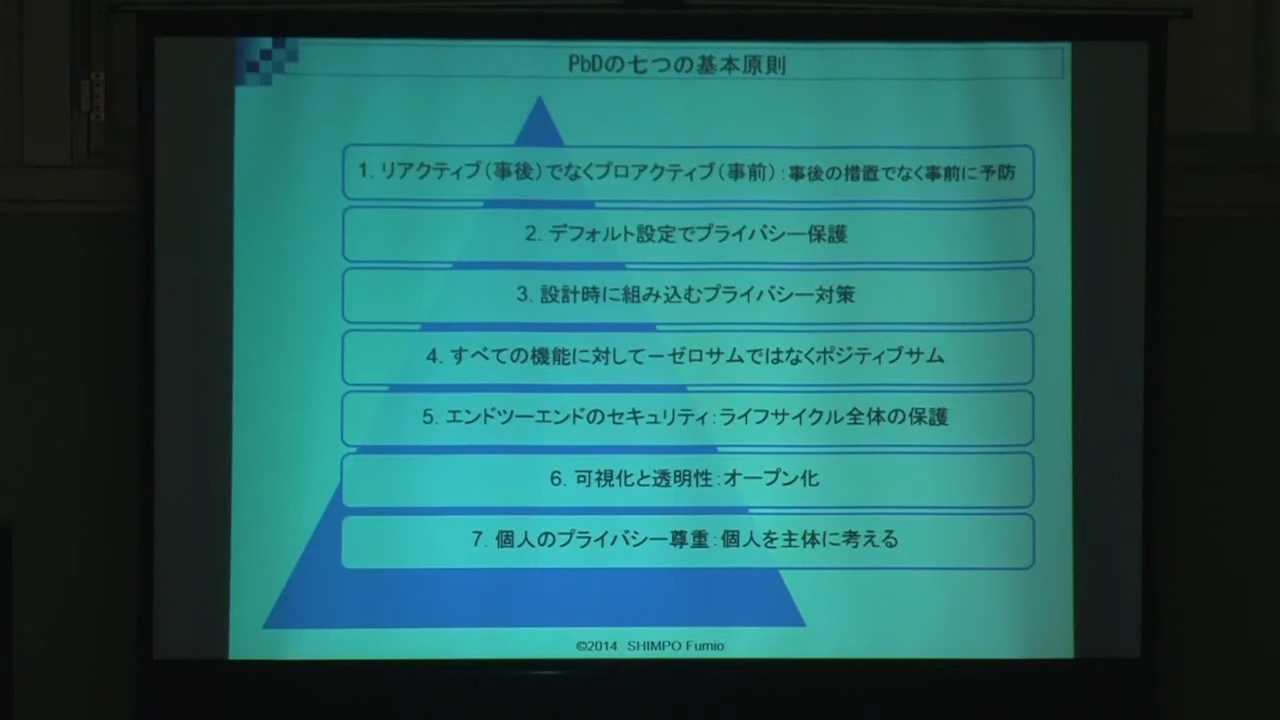 PbDの七つの基本原則
1. リアクティブ（事後）でなくプロアクティブ（事前）：事後の措置でなく事前に予防
2. デフォルト設定でプライバシー保護
3. 設計時に組み込むプライバシー対策
4. すべての機能に対して－ゼロサムではなくポジティブサム
5. エンドツーエンドのセキュリティ：ライフサイクル全体の保護
6. 可視化と透明性：オープン化
7. 個人のプライバシー尊重：個人を主体に考える
©2014 SHIMPO Fumio